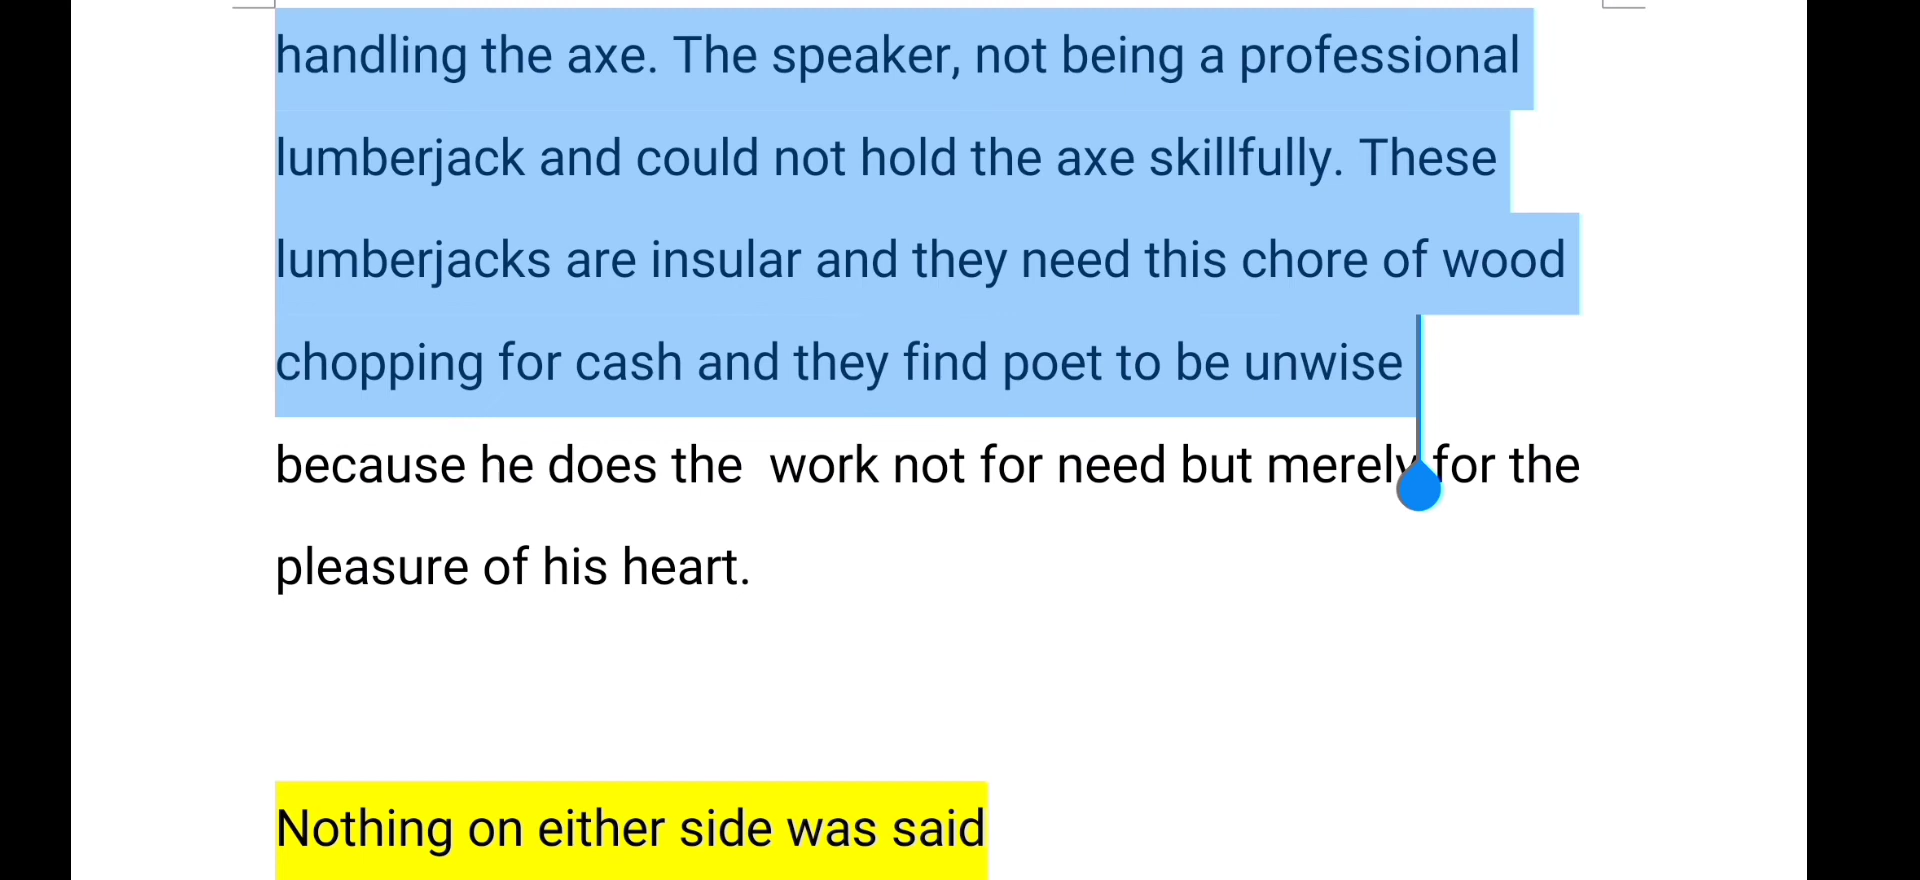 handling the axe. The speaker, not being a professional
lumberjack and could not hold the axe skillfully. These
lumberjacks are insular and they need this chore of wood
chopping for cash and they find poet to be unwise
because he does the  work not for need but merely for the
pleasure of his heart.
Nothing on either side was said